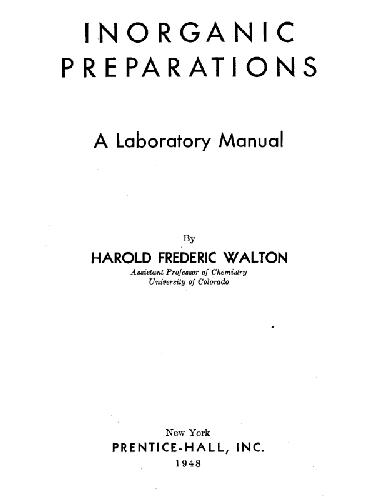 INORGANIC
PREPARATIONS
A Laboratory Manual
By
HAROLD FREDERIC WALTON
Assistant Professor of Chemistry
University of Colorado
New York
PRENTICE-HALL, INC.
1948